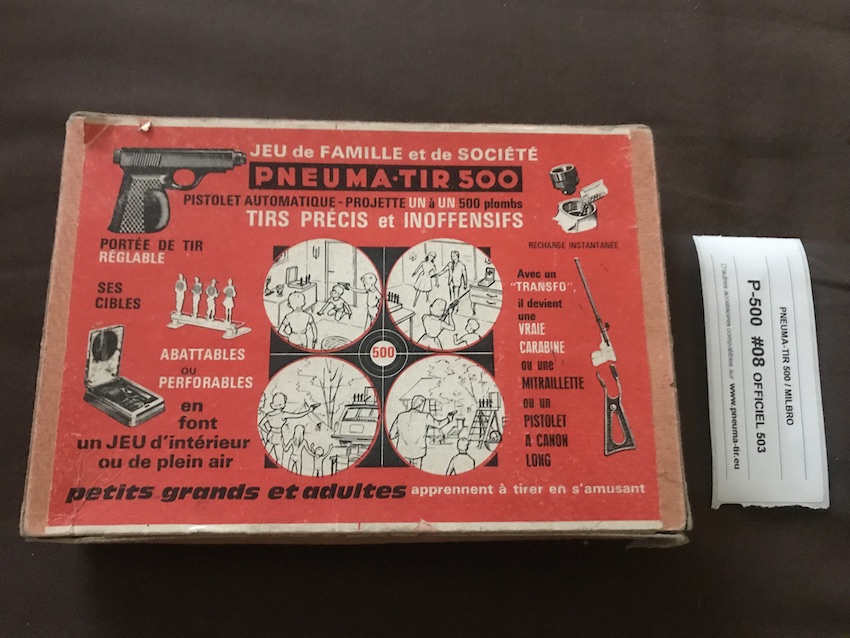 JEU de FAMILLE et de SOCIÉTÉ
PNEUMA-TIR 500
PISTOLET AUTOMATIQUE - PROJETTE UN à UN 500 plombs
TIRS PRÉCIS et INOFFENSIFS
PORTÉE DE TIR
RÉGLABLE
RECHARGE INSTANTANÉE
SES
CIBLES
ABATTABLES
OU
PERFORABLES
en
font
un JEU d'intérieur
ou de plein air
500
Avec un
"TRANSFO",
il devient
une
VRAIE
CARABINE
ou une
MITRAILLETTE
ou un
PISTOLET
A CANON
LONG
petits grands et adultes apprennent à tirer en s'amusant
PNEUMA-TIR 500 / MILBRO
P-500 #08 OFFICIEL 503
D'autres accessoires compatibles sur www.pneuma-tir.eu